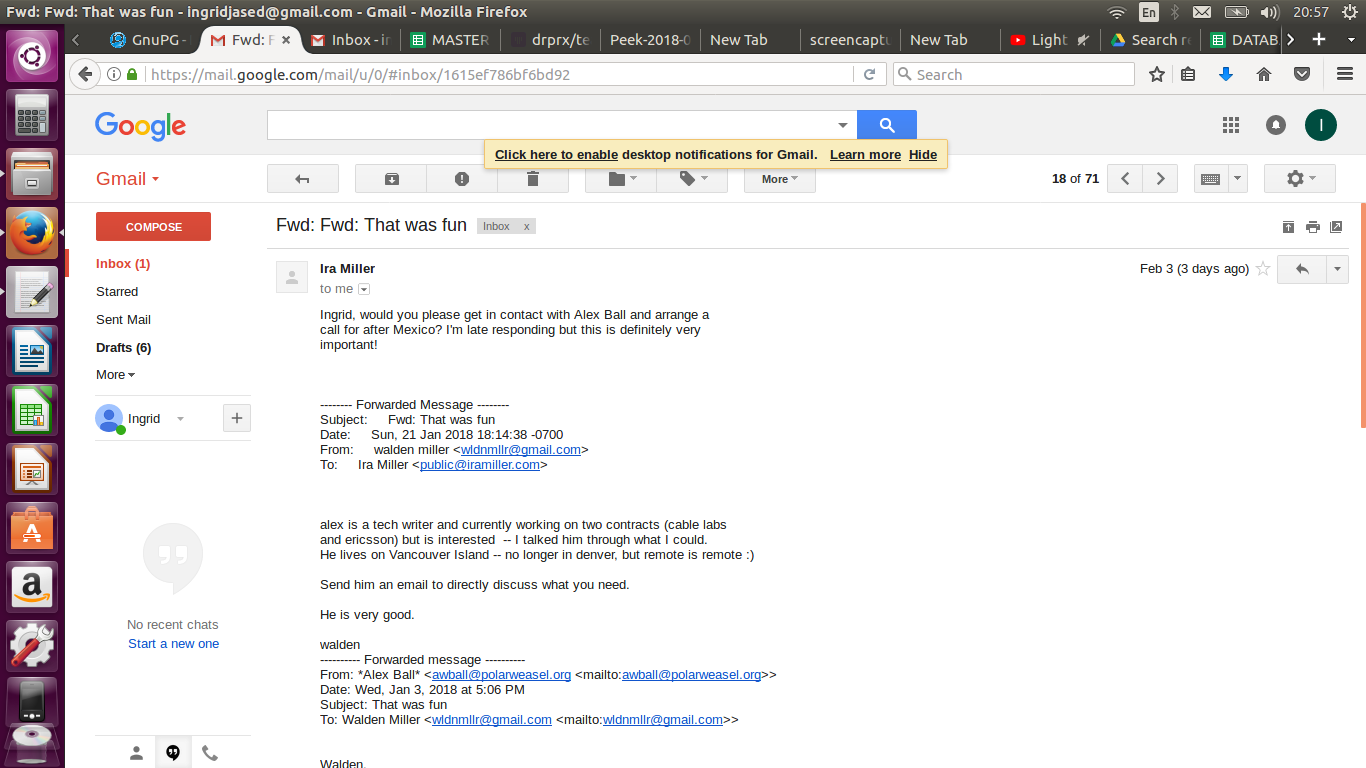 Fwd: Fwd: That was fun - ingridjased@gmail.com - Gmail - Mozilla Firefox
En
20:57
GnuPG -
Fwd: F
Inbox - in
MASTER
drprx/te
Peek-2018-0
New Tab
screencaptu
New Tab
Light
Search re
DATAB
https://mail.google.com/mail/u/0/#inbox/1615ef786bf6bd92
Search
Google
I
Click here to enable desktop notifications for Gmail. Learn more Hide
Gmail
More
18 of 71
COMPOSE
Fwd: Fwd: That was fun
Inbox x
Inbox (1)
Starred
Sent Mail
Drafts (6)
More
Ingrid
No recent chats
Start a new one
Ira Miller
Feb 3 (3 days ago)
to me
Ingrid, would you please get in contact with Alex Ball and arrange a
call for after Mexico? I'm late responding but this is definitely very
important!
-------- Forwarded Message --------
Subject: Fwd: That was fun
Date: Sun, 21 Jan 2018 18:14:38 -0700
From: walden miller <wldnmllr@gmail.com>
To: Ira Miller <public@iramiller.com>
alex is a tech writer and currently working on two contracts (cable labs
and ericsson) but is interested -- I talked him through what I could.
He lives on Vancouver Island -- no longer in denver, but remote is remote :)
Send him an email to directly discuss what you need.
He is very good.
walden
---------- Forwarded message ----------
From: *Alex Ball* <awball@polarweasel.org <mailto:awball@polarweasel.org>>
Date: Wed, Jan 3, 2018 at 5:06 PM
Subject: That was fun
To: Walden Miller <wldnmllr@gmail.com <mailto:wldnmllr@gmail.com>>
Walden,